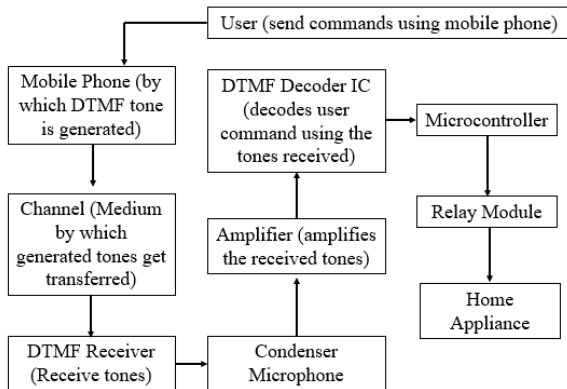 User (send commands using mobile phone)
Mobile Phone (by
which DTMF tone
is generated)
Channel (Medium
by which
generated tones get
transferred)
DTMF Receiver
(Receive tones)
Condenser
Microphone
Amplifier (amplifies
the received tones)
DTMF Decoder IC
(decodes user
command using the
tones received)
Microcontroller
Relay Module
Home
Appliance